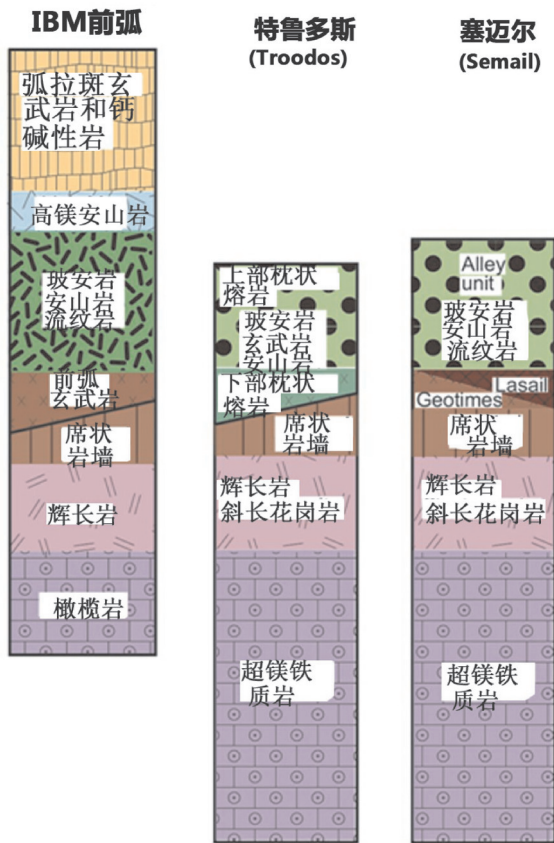 IBM前弧
弧拉斑玄
武岩和钙
碱性岩
高镁安山岩
玻安岩
安山岩
流纹岩
前弧
玄武岩
席状
岩墙
辉长岩
橄榄岩
特鲁多斯
(Troodos)
上部枕状
熔岩
玻安岩
玄武岩
安山岩
下部枕状
熔岩
席状
岩墙
辉长岩
斜长花岗岩
超镁铁
质岩
塞迈尔
(Semail)
Alley
unit
玻安岩
安山岩
流纹岩
Lasail
Geotimes
席状
岩墙
辉长岩
斜长花岗岩
超镁铁
质岩